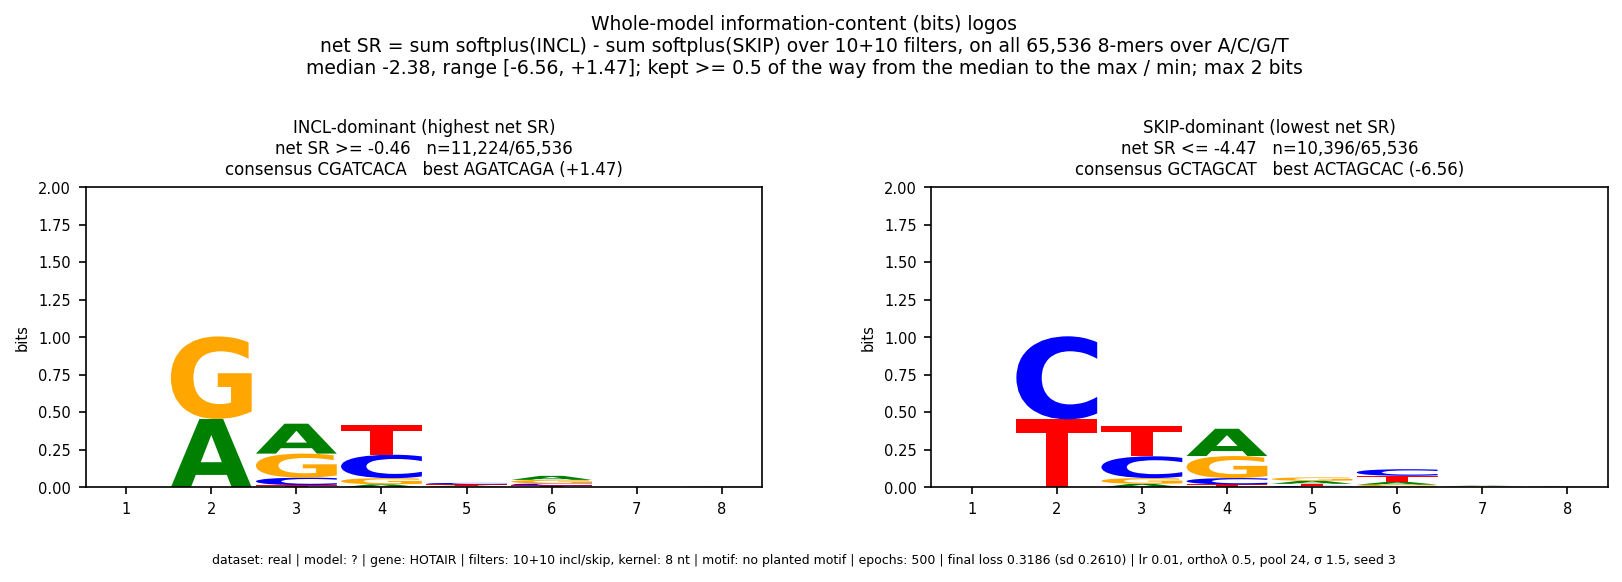 Whole-model information-content (bits) logos
net SR = sum softplus(INCL) - sum softplus(SKIP) over 10+10 filters, on all 65,536 8-mers over A/C/G/T
median -2.38, range [-6.56, +1.47]; kept >= 0.5 of the way from the median to the max / min; max 2 bits
INCL-dominant (highest net SR)
net SR >= -0.46   n=11,224/65,536
consensus CGATCACA   best AGATCAGA (+1.47)
2.00
1.75
1.50
1.25
1.00
0.75
0.50
0.25
0.00
bits
G
A
A
G
C
T
C
G
1 2 3 4 5 6 7 8
SKIP-dominant (lowest net SR)
net SR <= -4.47   n=10,396/65,536
consensus GCTAGCAT   best ACTAGCAC (-6.56)
2.00
1.75
1.50
1.25
1.00
0.75
0.50
0.25
0.00
bits
C
T
T
C
G
A
G
C
1 2 3 4 5 6 7 8
dataset: real | model: ? | gene: HOTAIR | filters: 10+10 incl/skip, kernel: 8 nt | motif: no planted motif | epochs: 500 | final loss 0.3186 (sd 0.2610) | lr 0.01, orthoλ 0.5, pool 24, σ 1.5, seed 3